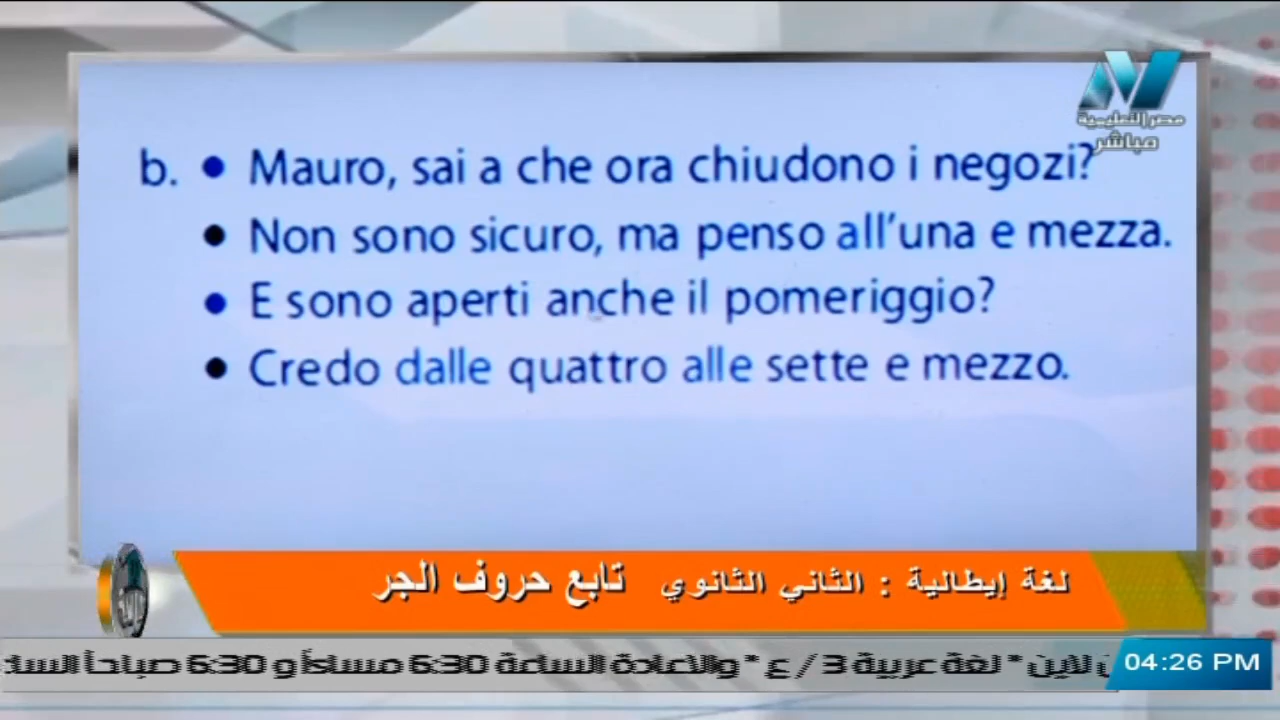 مصر التعليمية
مباشر
b. • Mauro, sai a che ora chiudono i negozi?
• Non sono sicuro, ma penso all'una e mezza.
• E sono aperti anche il pomeriggio?
• Credo dalle quattro alle sette e mezzo.
لغة إيطالية : الثاني الثانوي تابع حروف الجر
لاين * لغة عربية 3 / ع * والاعادة الساعة 6:30 مساءاً و 6:30 صباحاً
04:26 PM